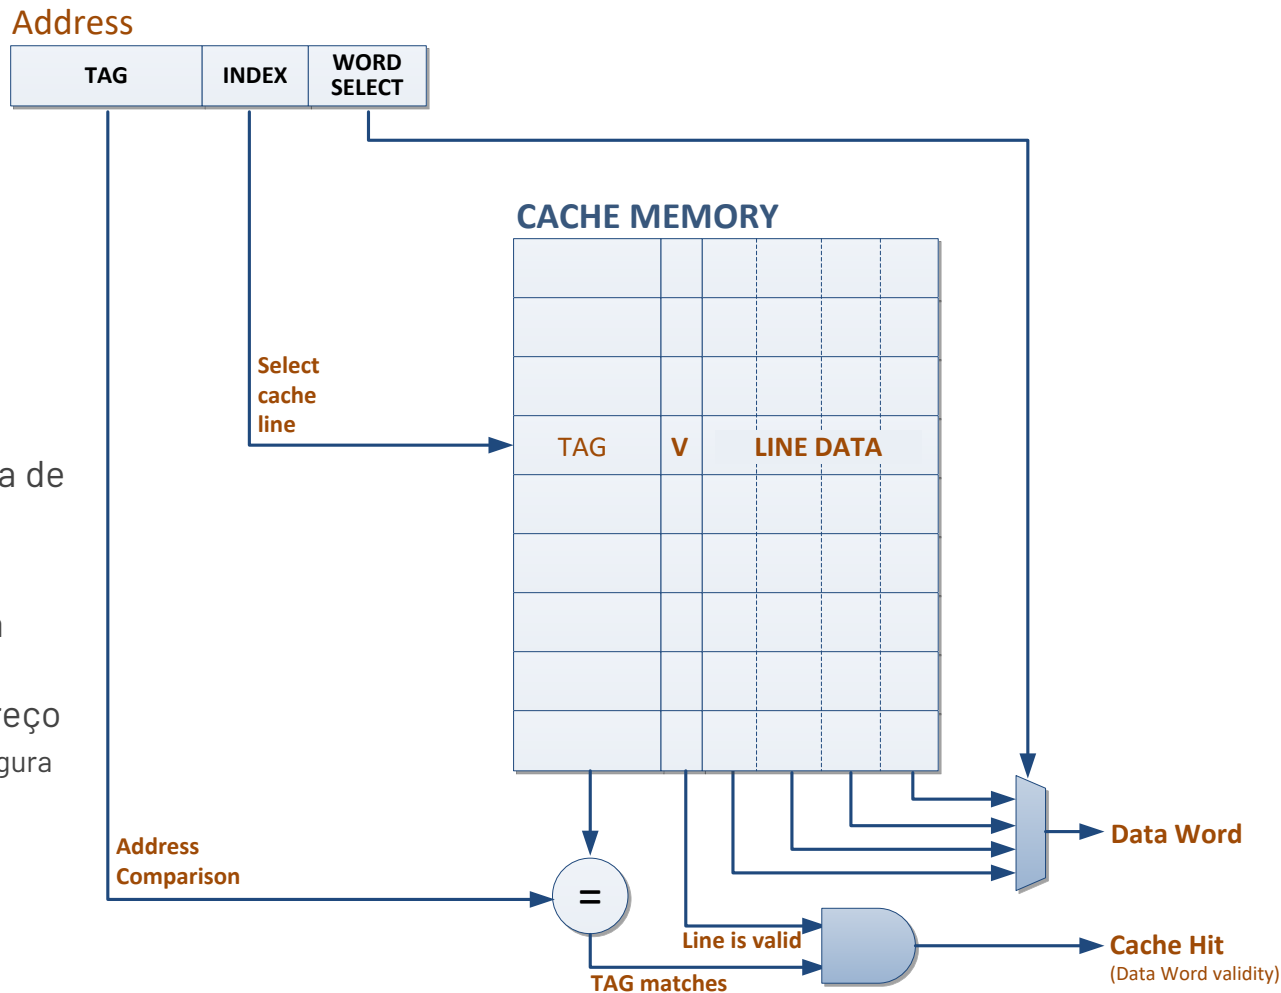 Address
TAG
INDEX
WORD
SELECT
CACHE MEMORY
Select
cache
line
TAG
V
LINE DATA
a de
reço
gura
Address
Comparison
=
Line is valid
TAG matches
Data Word
Cache Hit
(Data Word validity)